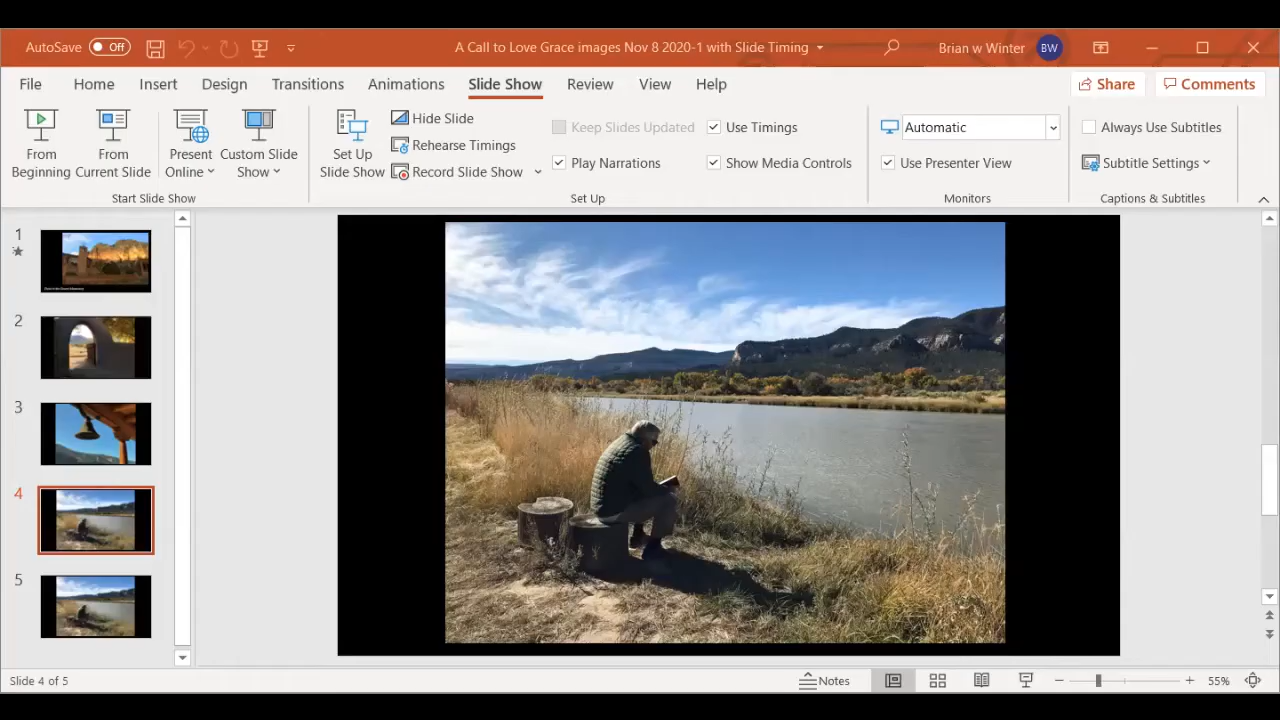 AutoSave Off A Call to Love Grace images Nov 8 2020-1 with Slide Timing Brian w Winter BW
File Home Insert Design Transitions Animations Slide Show Review View Help Share Comments
From Beginning
From Current Slide
Present Online
Custom Slide Show
Start Slide Show
Set Up Slide Show
Hide Slide
Rehearse Timings
Record Slide Show
Keep Slides Updated
Play Narrations
Use Timings
Show Media Controls
Set Up
Automatic
Use Presenter View
Monitors
Always Use Subtitles
Subtitle Settings
Captions & Subtitles
1
2
3
4
5
Slide 4 of 5 Notes 55%